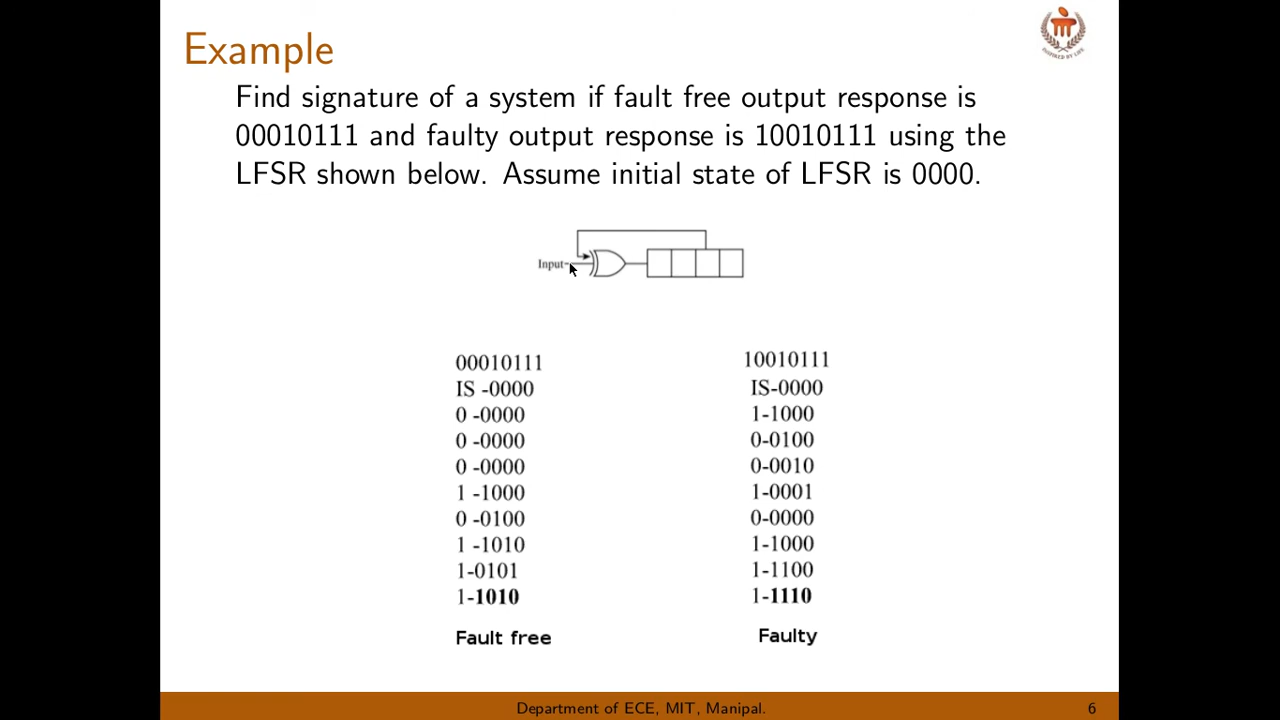 Example
Find signature of a system if fault free output response is
00010111 and faulty output response is 10010111 using the
LFSR shown below. Assume initial state of LFSR is 0000.
Input
00010111
IS -0000
0 -0000
0 -0000
0 -0000
1 -1000
0 -0100
1 -1010
1-0101
1-1010
Fault free
10010111
IS-0000
1-1000
0-0100
0-0010
1-0001
0-0000
1-1000
1-1100
1-1110
Faulty
Department of ECE, MIT, Manipal.
6